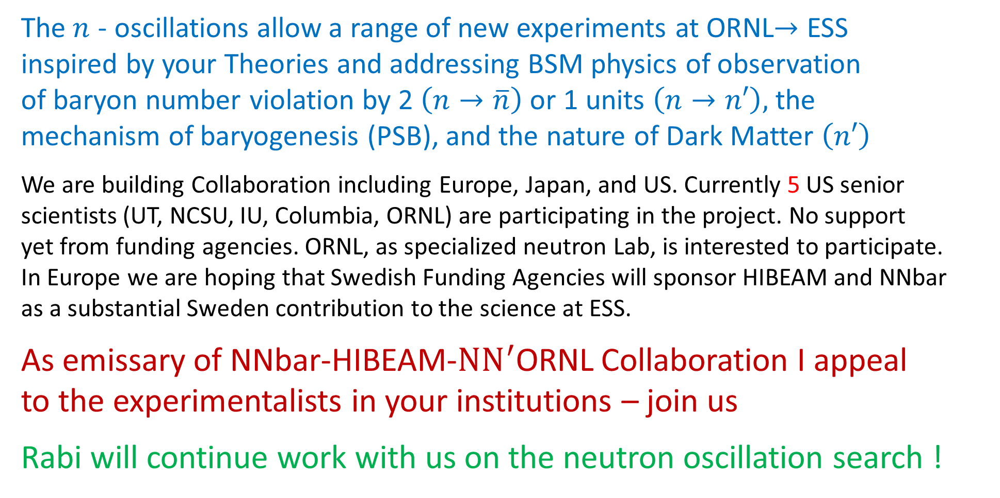 The 𝑛 - oscillations allow a range of new experiments at ORNL→ ESS
inspired by your Theories and addressing BSM physics of observation
of baryon number violation by 2 (𝑛 → 𝑛̅) or 1 units (𝑛 → 𝑛′), the
mechanism of baryogenesis (PSB), and the nature of Dark Matter (𝑛′)
We are building Collaboration including Europe, Japan, and US. Currently 5 US senior
scientists (UT, NCSU, IU, Columbia, ORNL) are participating in the project. No support
yet from funding agencies. ORNL, as specialized neutron Lab, is interested to participate.
In Europe we are hoping that Swedish Funding Agencies will sponsor HIBEAM and NNbar
as a substantial Sweden contribution to the science at ESS.
As emissary of NNbar-HIBEAM-NN′ORNL Collaboration I appeal
to the experimentalists in your institutions – join us
Rabi will continue work with us on the neutron oscillation search !